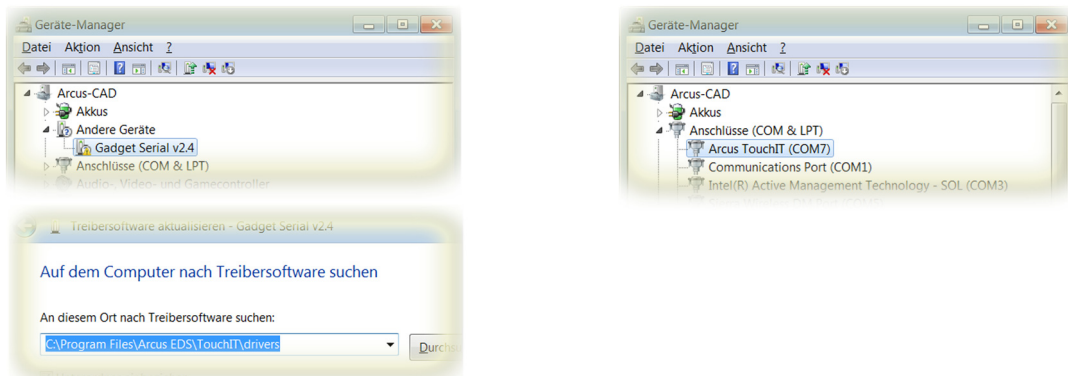 Geräte-Manager
Datei Aktion Ansicht ?
Arcus-CAD
Akkus
Andere Geräte
Gadget Serial v2.4
Anschlüsse (COM & LPT)
Audio-, Video- und Gamecontroller
Treibersoftware aktualisieren - Gadget Serial v2.4
Auf dem Computer nach Treibersoftware suchen
An diesem Ort nach Treibersoftware suchen:
C:\Program Files\Arcus EDS\TouchIT\drivers
Geräte-Manager
Datei Aktion Ansicht ?
Arcus-CAD
Akkus
Anschlüsse (COM & LPT)
Arcus TouchIT (COM7)
Communications Port (COM1)
Intel(R) Active Management Technology - SOL (COM3)